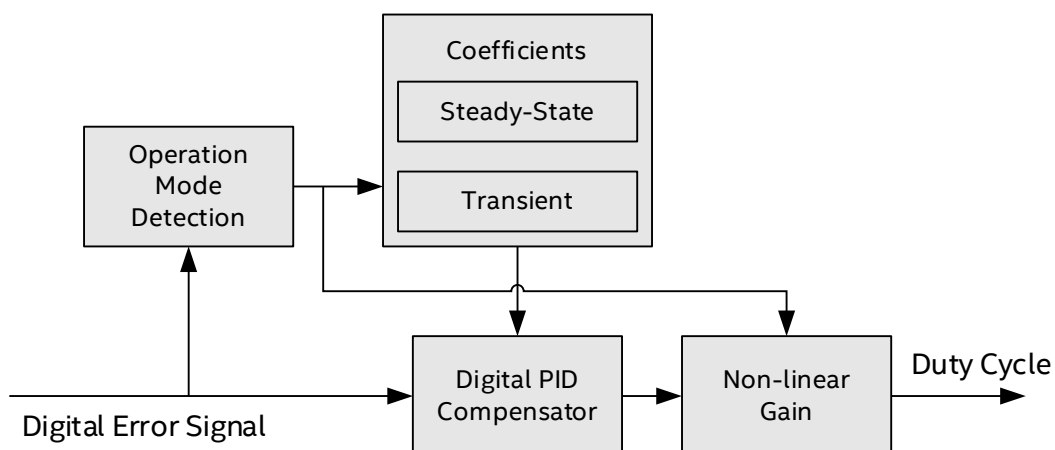 Coefficients
Steady-State
Transient
Operation
Mode
Detection
Digital Error Signal
Digital PID
Compensator
Non-linear
Gain
Duty Cycle